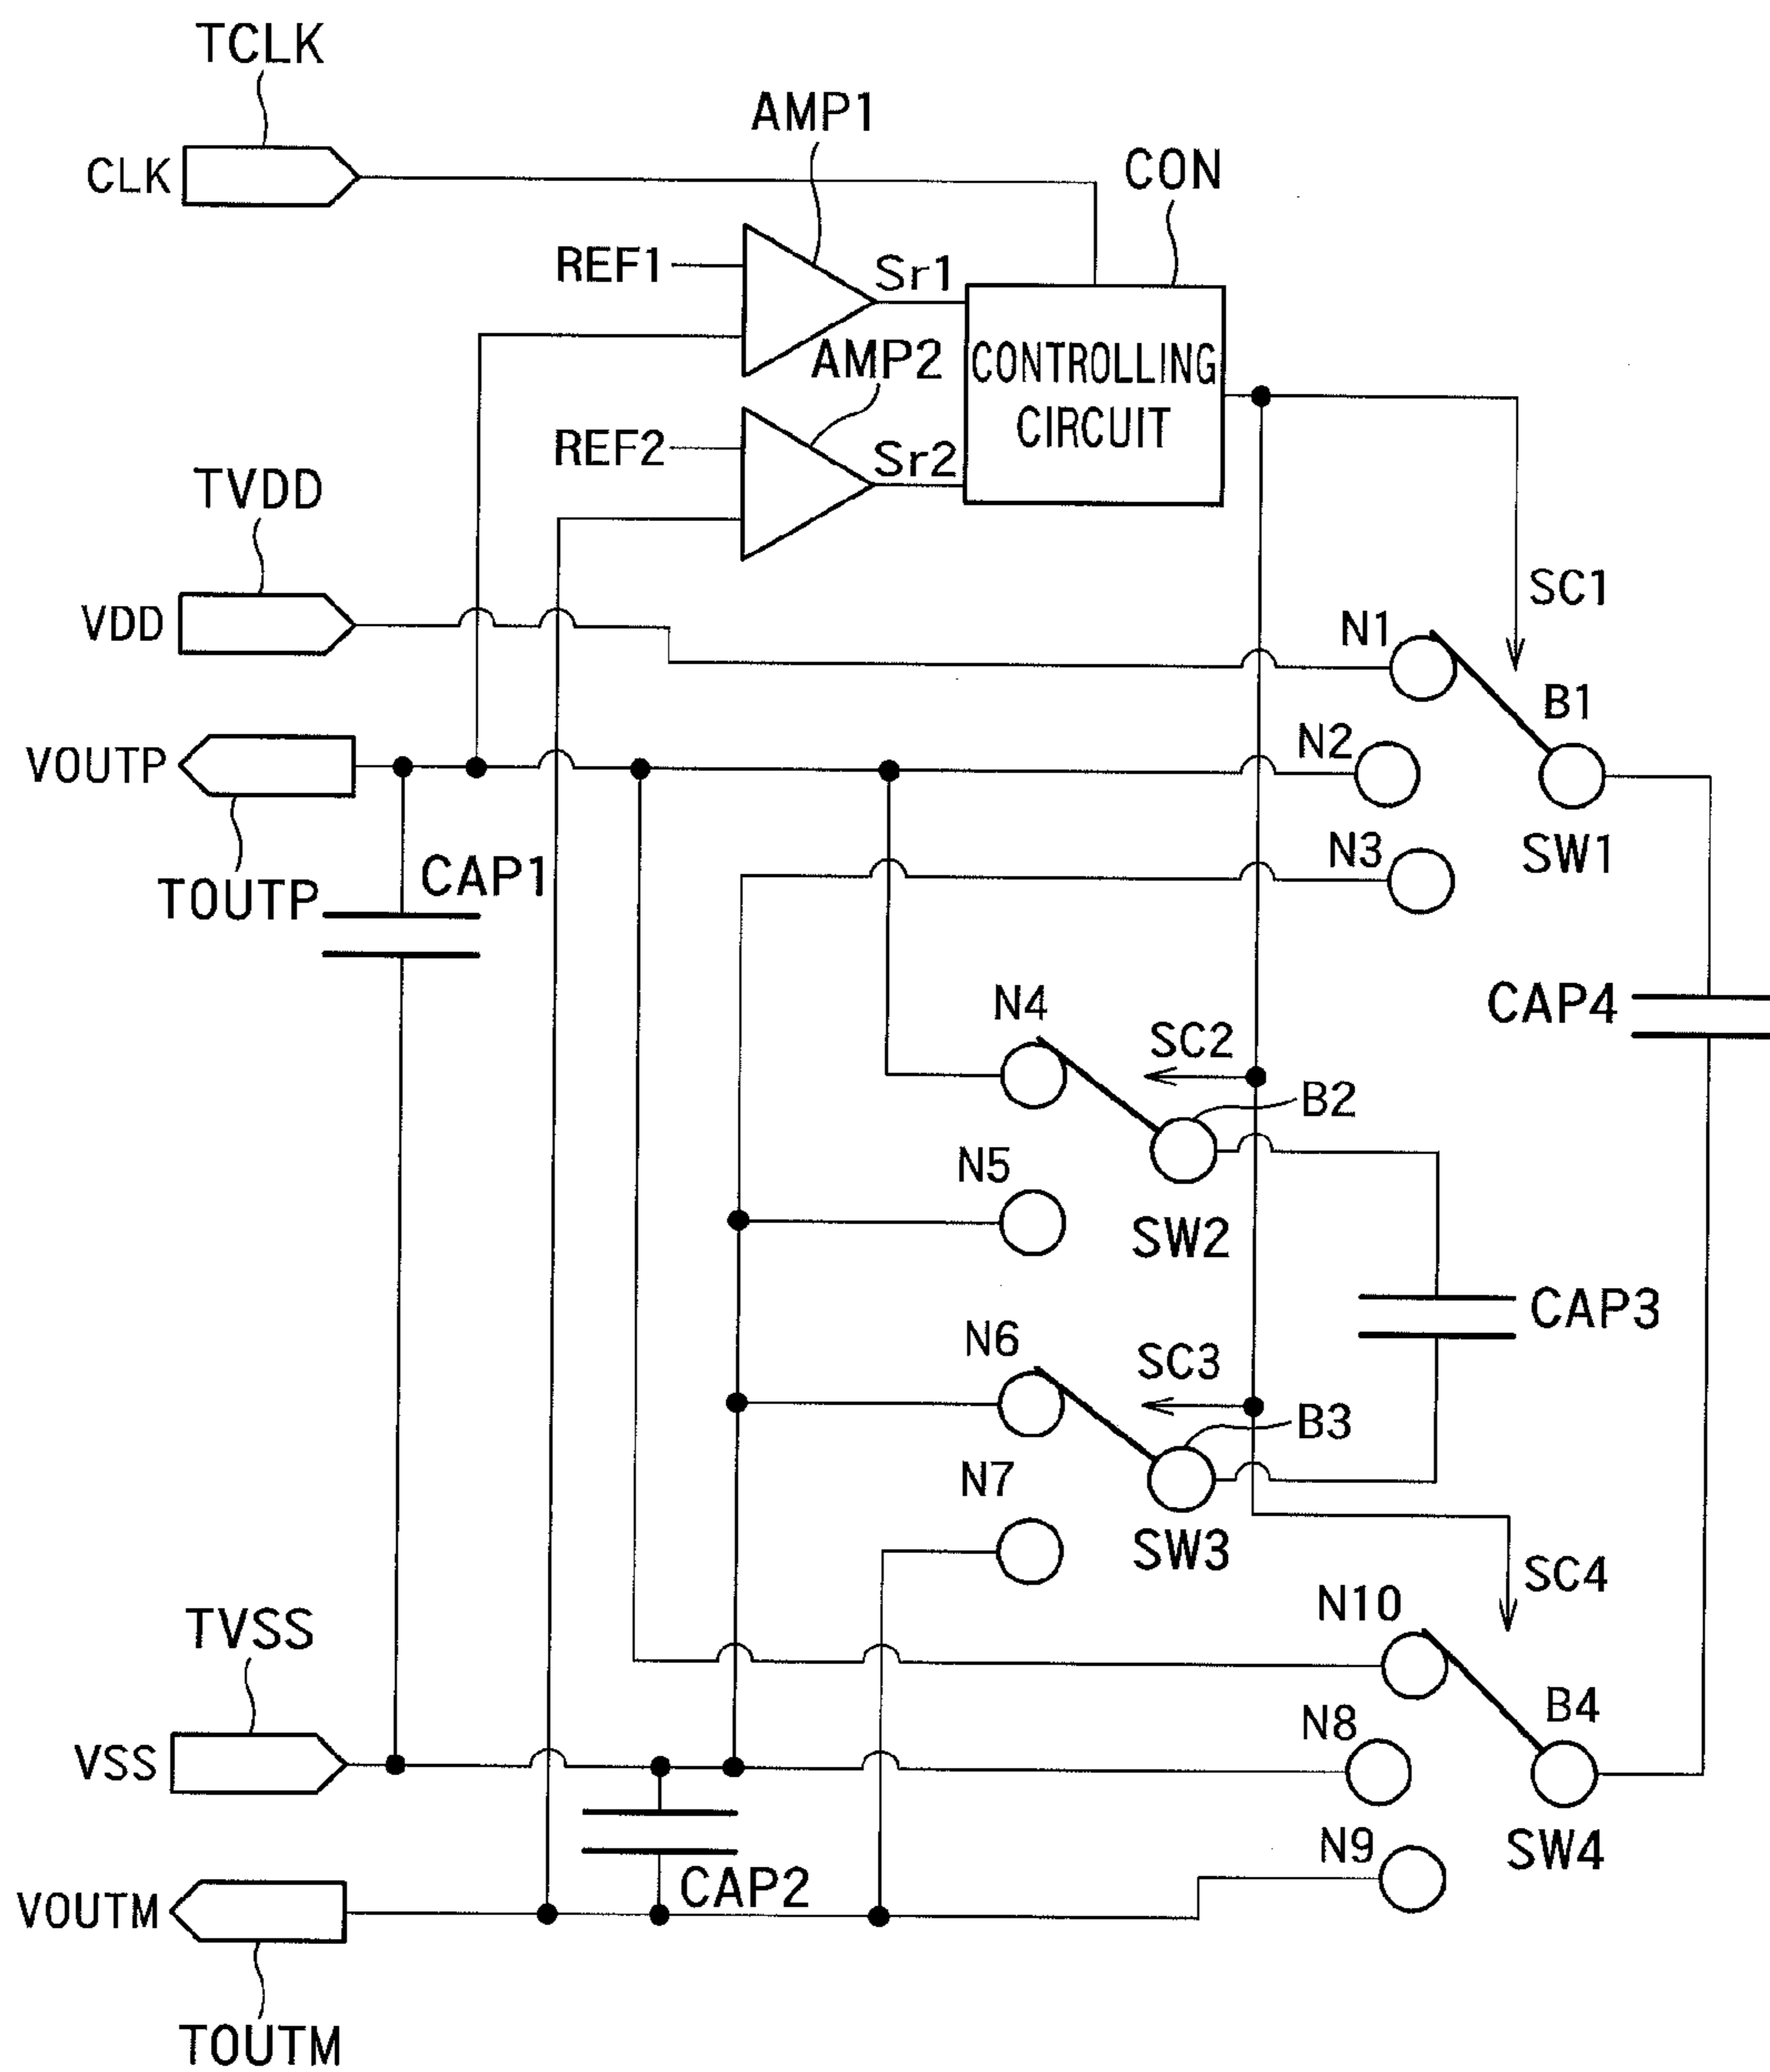 TCLK
AMP1
CON
CLK
REF1
Sr1
AMP2
CONTROLLING
CIRCUIT
REF2
Sr2
TVDD
SC1
VDD
N1
B1
N2
VOUTP
N3
SW1
CAP1
TOUTP
N4
CAP4
SC2
B2
N5
SW2
CAP3
N6
SC3
B3
N7
SW3
SC4
N10
TVSS
B4
N8
VSS
N9
SW4
CAP2
VOUTM
TOUTM